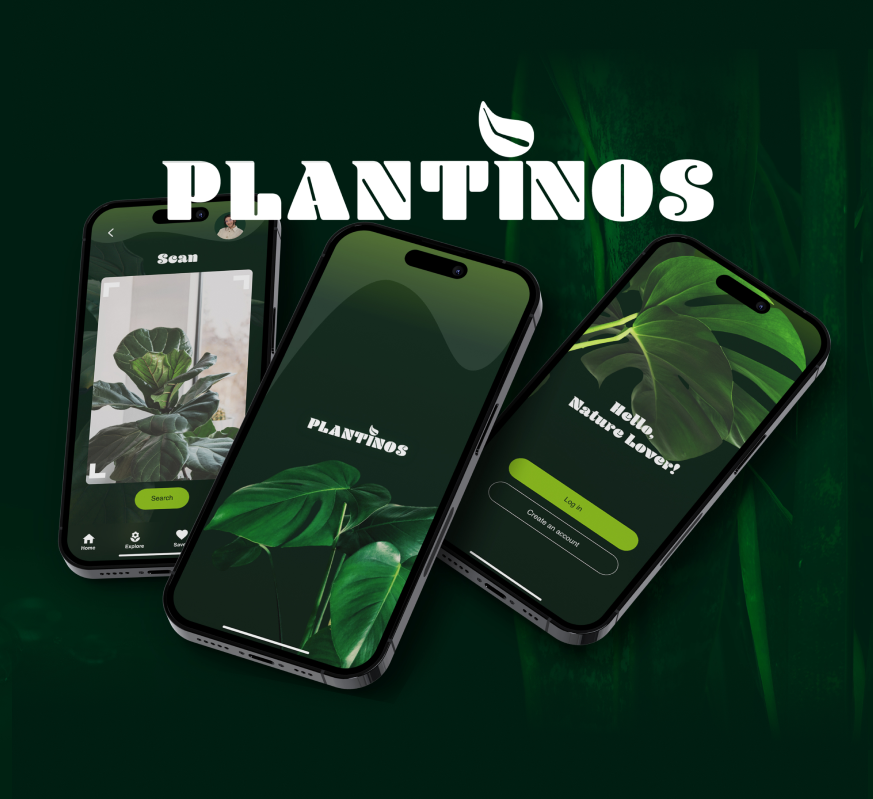 PLANTINOS
Scan
Search
Home
Explore
Save
PLANTINOS
Hello,
Nature Lover!
Log in
Create an account